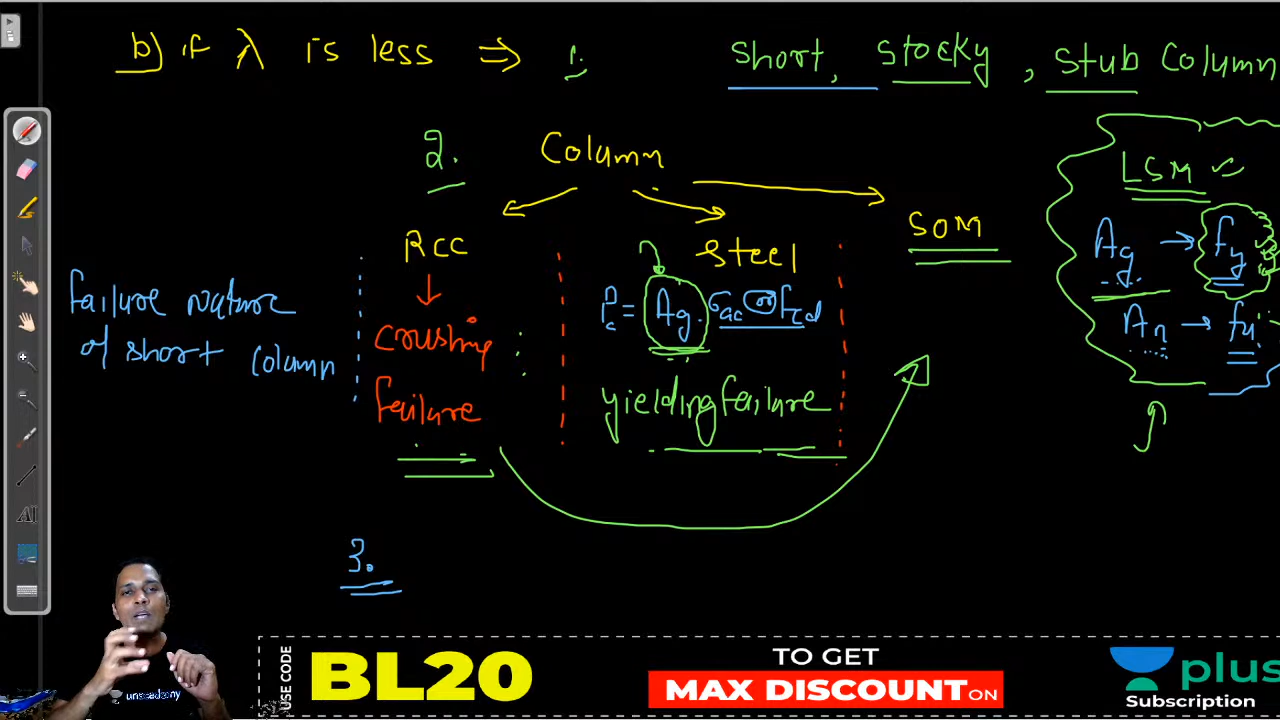 b) if λ is less ⇒ 1. Short, Stocky, Stub Column
2. Column
RCC
Steel
SOM
LSM
Ag → fy
An → fu
Failure nature
of short column
crushing
failure
Pc = Ag. σac or fcd
yielding failure
3.
USE CODE
BL20
TO GET
MAX DISCOUNT ON
plus
Subscription
unacademy